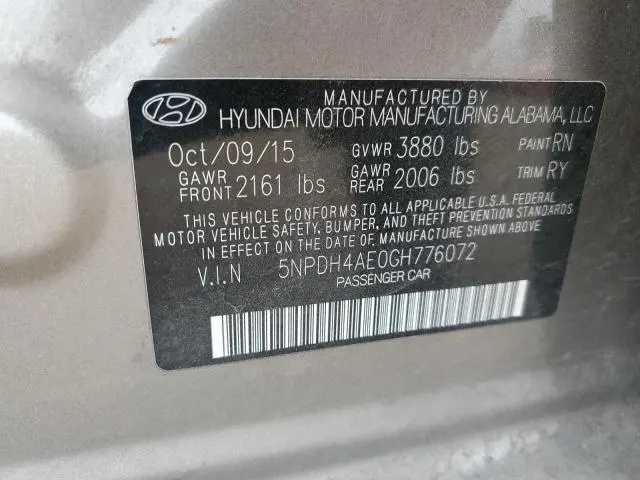 MANUFACTURED BY
HYUNDAI MOTOR MANUFACTURING ALABAMA, LLC
Oct/09/15 GVWR 3880 lbs PAINT RN
GAWR FRONT 2161 lbs GAWR REAR 2006 lbs TRIM RY
THIS VEHICLE CONFORMS TO ALL APPLICABLE U.S.A. FEDERAL
MOTOR VEHICLE SAFETY, BUMPER, AND THEFT PREVENTION STANDARDS
IN EFFECT ON THE DATE OF MANUFACTURE SHOWN ABOVE
V.I.N 5NPDH4AE0GH776072
PASSENGER CAR